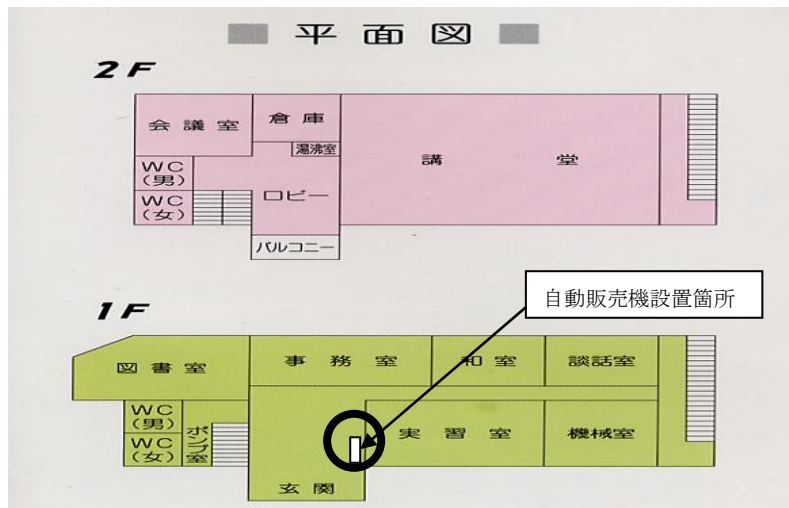 平面図
2F
会議室
倉庫
湯沸室
講堂
WC
(男)
WC
(女)
ロビー
バルコニー
自動販売機設置箇所
1F
図書室
事務室
和室
談話室
WC
(男)
WC
(女)
ポンプ室
実習室
機械室
玄関